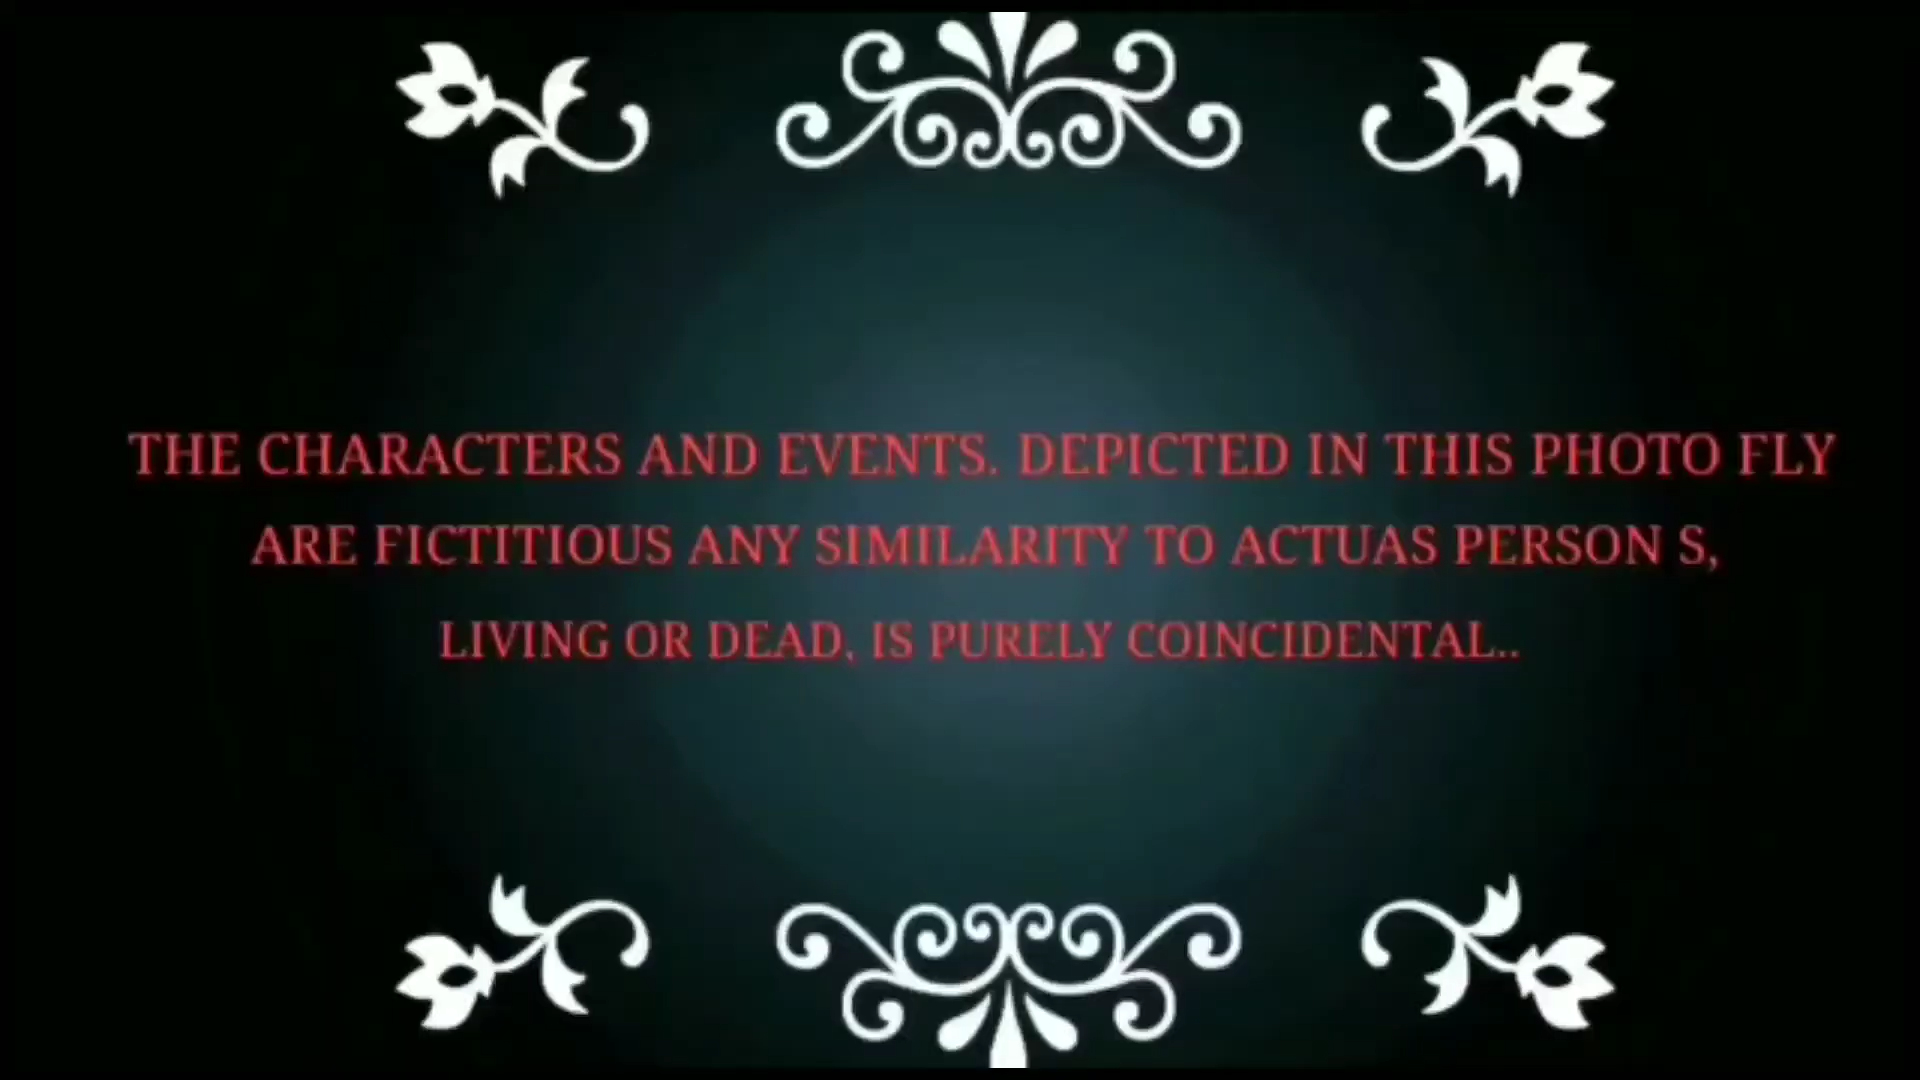 THE CHARACTERS AND EVENTS. DEPICTED IN THIS PHOTO FLY
ARE FICTITIOUS ANY SIMILARITY TO ACTUAS PERSON S,
LIVING OR DEAD, IS PURELY COINCIDENTAL..